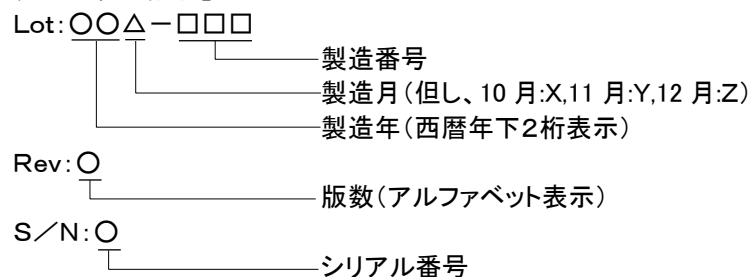 Lot:○○△－□□□
製造番号
製造月(但し、10 月:X,11 月:Y,12 月:Z)
製造年(西暦年下2桁表示)
Rev:○
版数(アルファベット表示)
S／N:○
シリアル番号